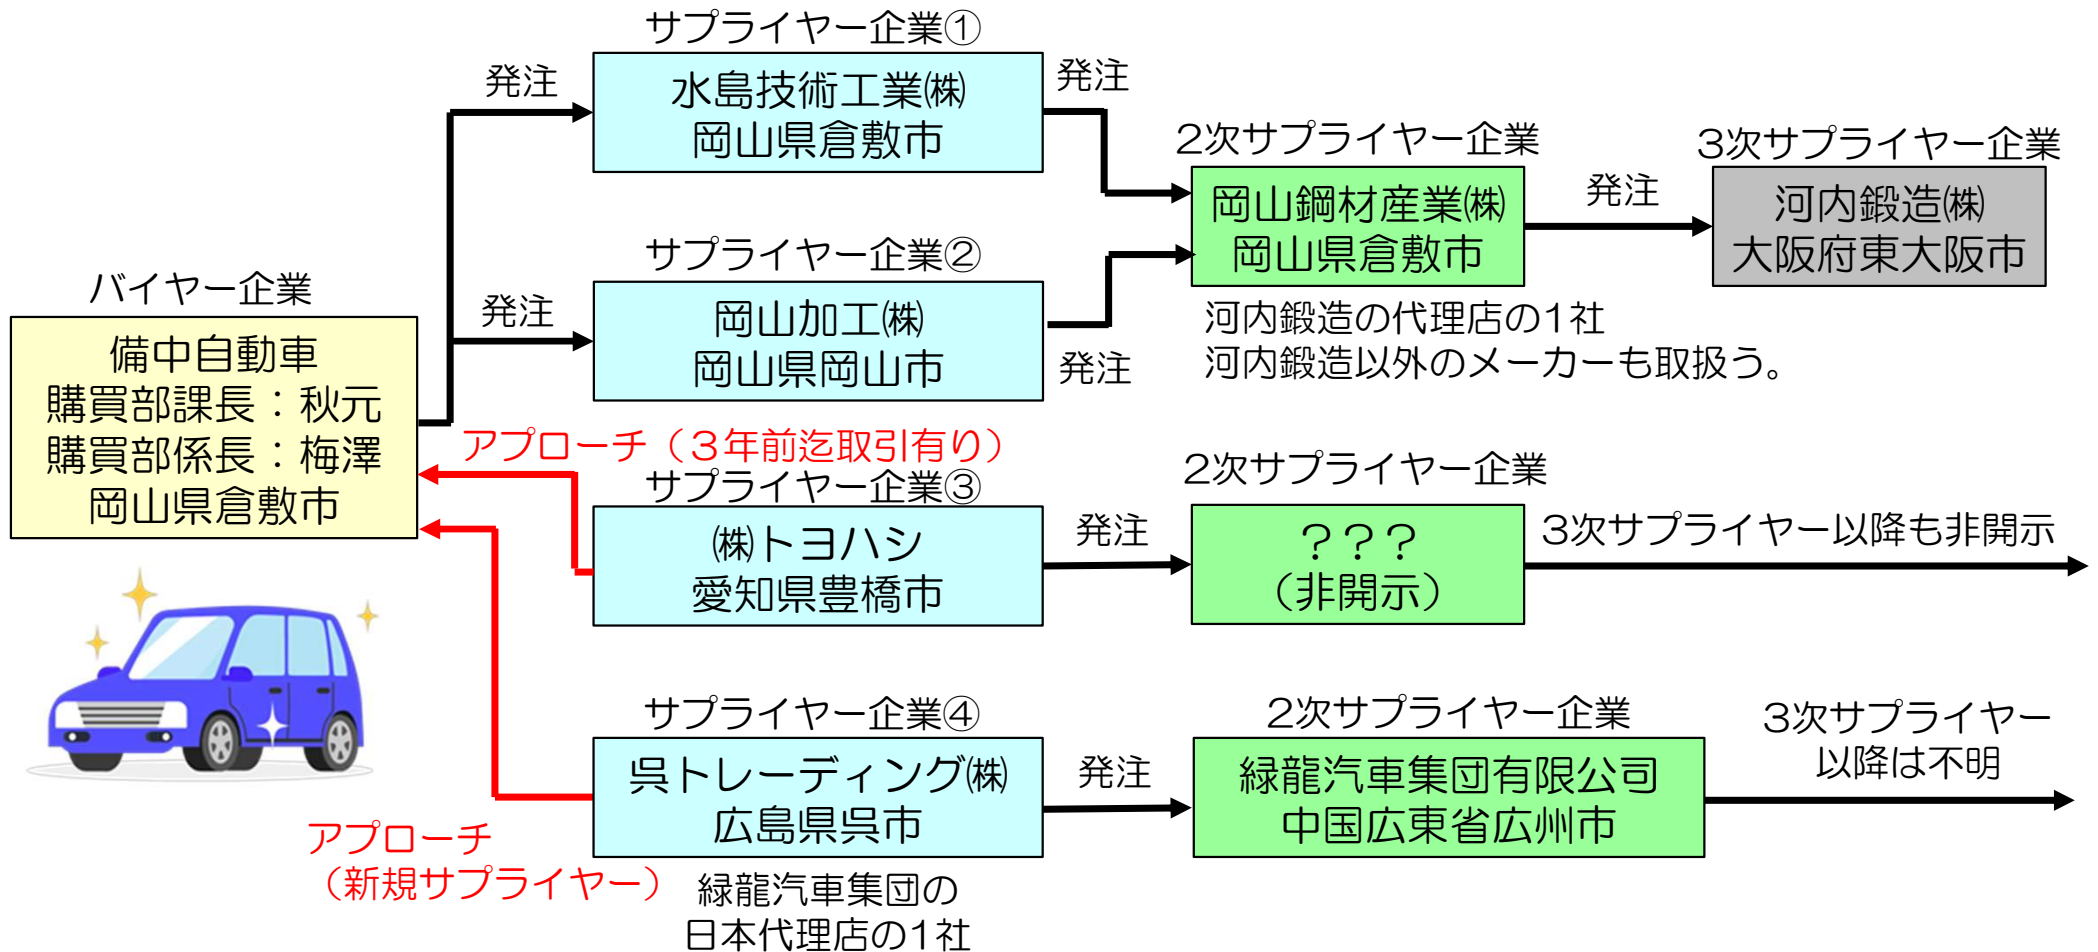 サプライヤー企業①
発注
水島技術工業㈱
岡山県倉敷市
発注
2次サプライヤー企業
岡山鋼材産業㈱
岡山県倉敷市
河内鍛造の代理店の1社
河内鍛造以外のメーカーも取扱う。
発注
3次サプライヤー企業
河内鍛造㈱
大阪府東大阪市
サプライヤー企業②
発注
岡山加工㈱
岡山県岡山市
発注
バイヤー企業
備中自動車
購買部課長：秋元
購買部係長：梅澤
岡山県倉敷市
アプローチ（３年前迄取引有り）
サプライヤー企業③
㈱トヨハシ
愛知県豊橋市
発注
2次サプライヤー企業
？？？
（非開示）
3次サプライヤー以降も非開示
サプライヤー企業④
呉トレーディング㈱
広島県呉市
緑龍汽車集団の
日本代理店の1社
アプローチ
（新規サプライヤー）
発注
2次サプライヤー企業
緑龍汽車集団有限公司
中国広東省広州市
3次サプライヤー
以降は不明